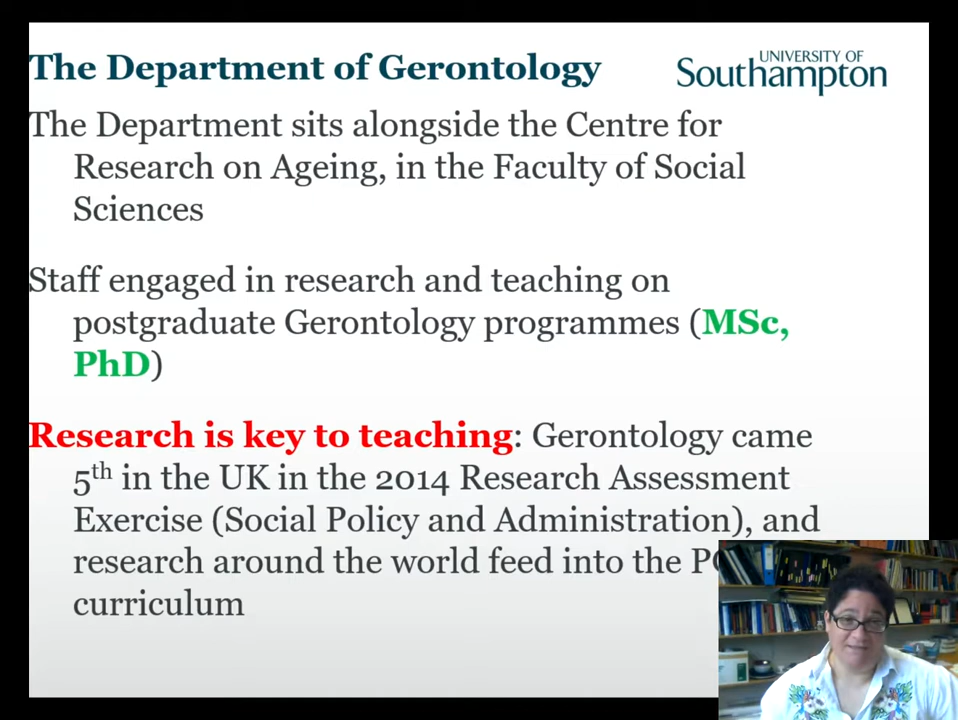 The Department of Gerontology
UNIVERSITY OF
Southampton
The Department sits alongside the Centre for
Research on Ageing, in the Faculty of Social
Sciences
Staff engaged in research and teaching on
postgraduate Gerontology programmes (MSc,
PhD)
Research is key to teaching: Gerontology came
5th in the UK in the 2014 Research Assessment
Exercise (Social Policy and Administration), and
research around the world feed into the
curriculum